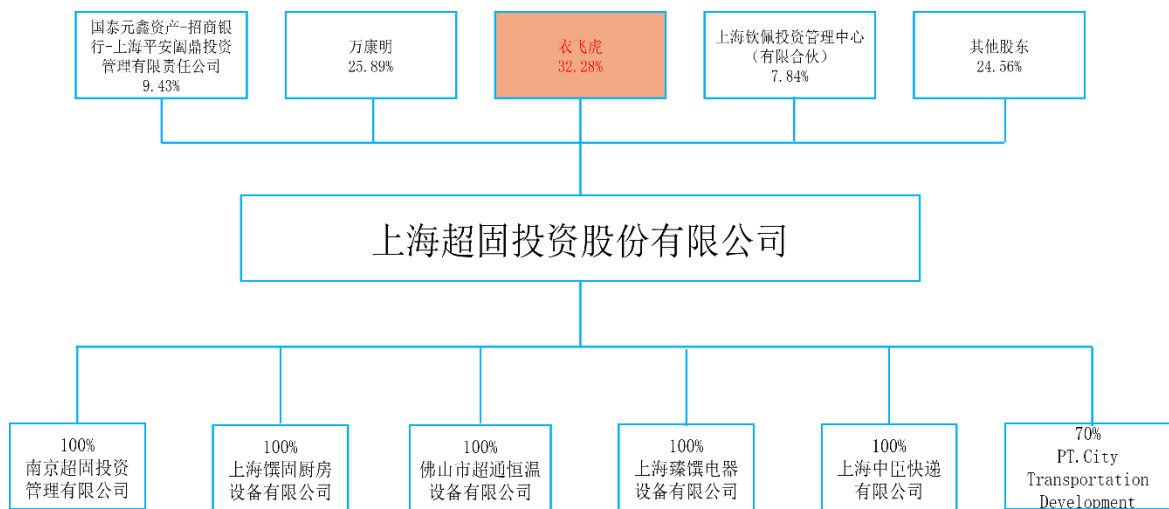 国泰元鑫资产-招商银
行-上海平安阖鼎投资
管理有限责任公司
9.43%
万康明
25.89%
衣飞虎
32.28%
上海钦佩投资管理中心
（有限合伙）
7.84%
其他股东
24.56%
上海超固投资股份有限公司
100%
南京超固投资
管理有限公司
100%
上海馔固厨房
设备有限公司
100%
佛山市超通恒温
设备有限公司
100%
上海臻馔电器
设备有限公司
100%
上海中臣快递
有限公司
70%
PT.City
Transportation
Development